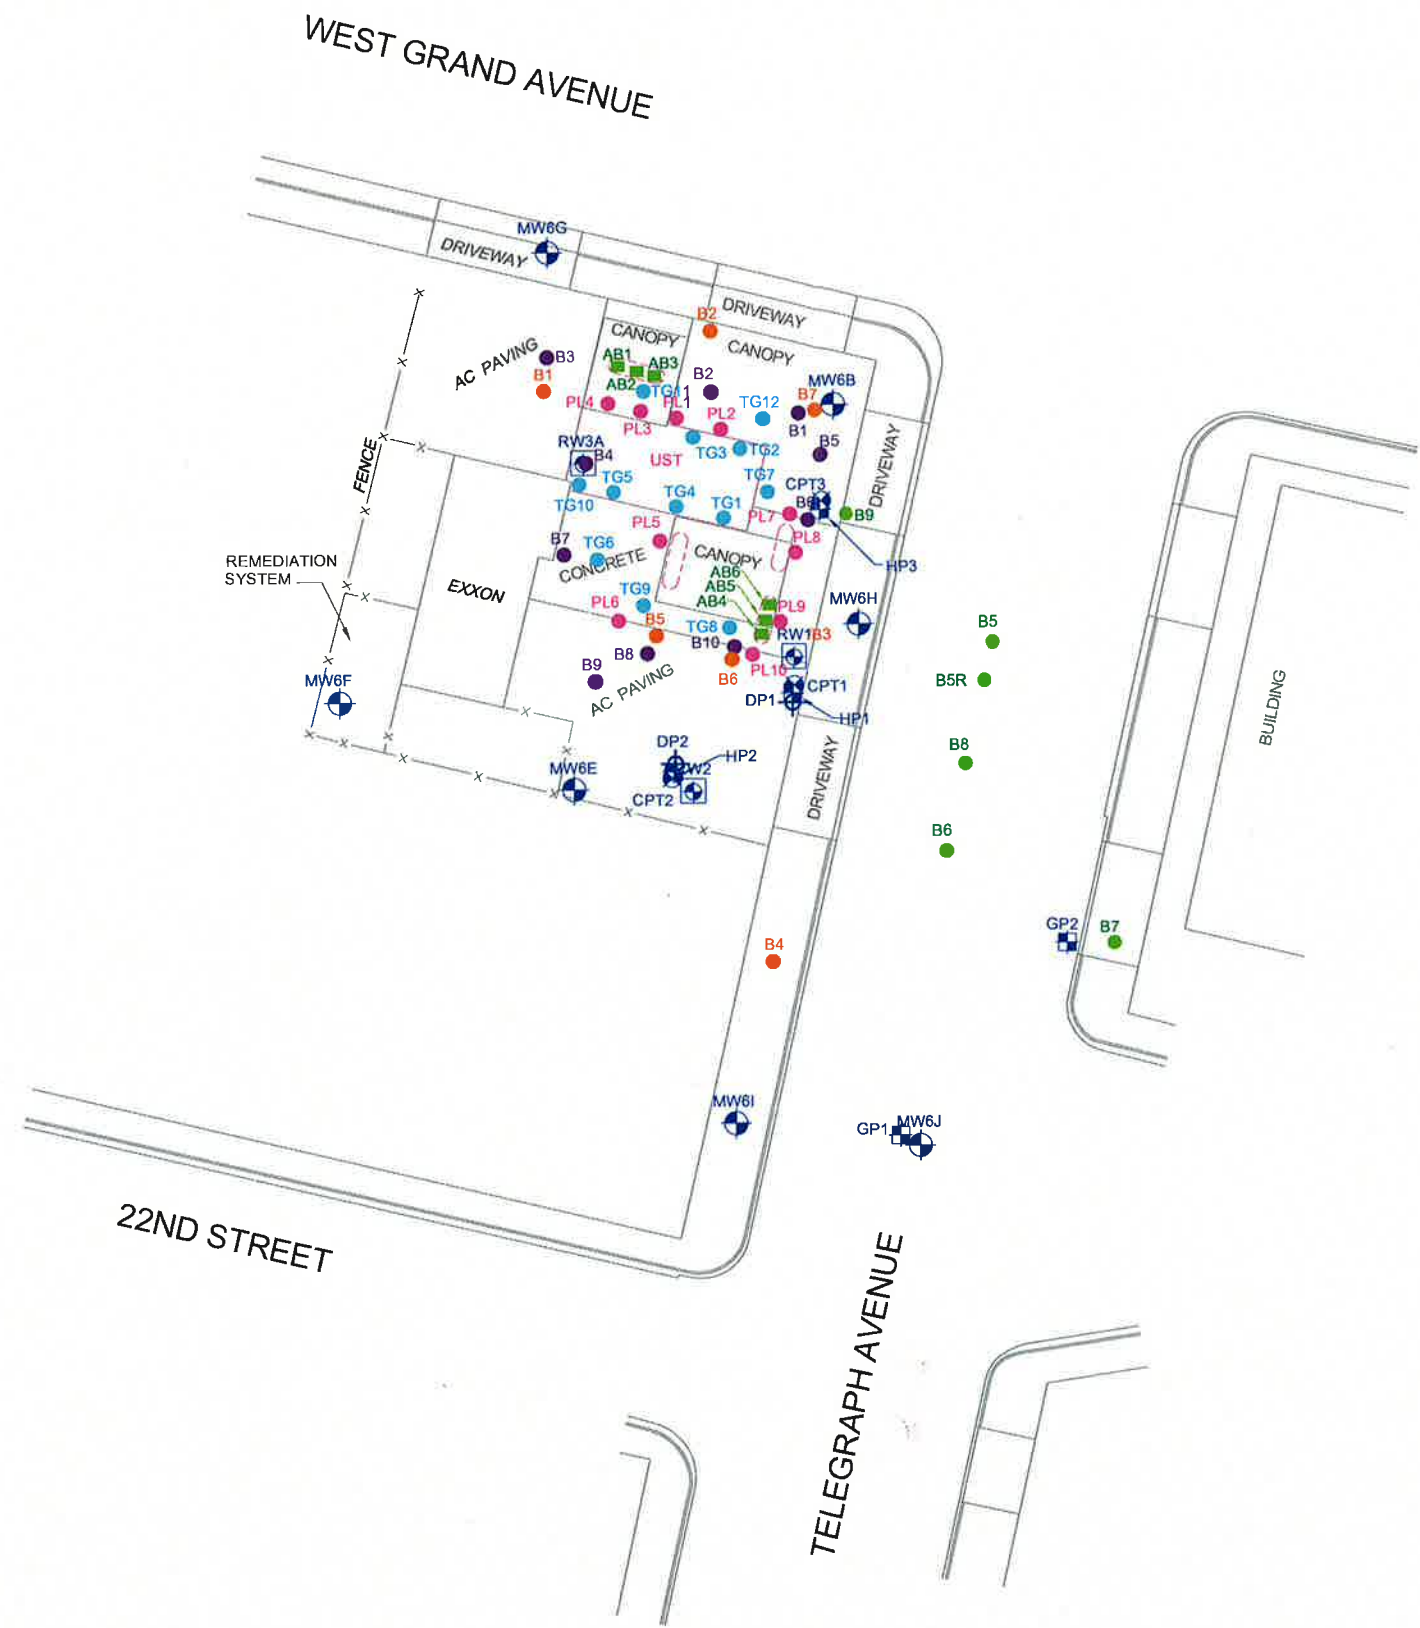 WEST GRAND AVENUE
MW6G
DRIVEWAY
DRIVEWAY
B2
CANOPY
CANOPY
AC PAVING
B3
B1
AB1
AB3
AB2
TG11
B2
MW6B
B7
PL4
PL1
PL3
PL2
TG12
B1
B5
DRIVEWAY
FENCE
RW3A
B4
UST
TG3
TG2
TG5
TG10
TG4
TG1
TG7
CPT3
B6
B9
PL7
PL5
PL8
HP3
B7
TG6
CONCRETE
CANOPY
REMEDIATION
SYSTEM
EXXON
AB6
AB5
AB4
TG9
PL6
B5
TG8
PL9
MW6H
RW1
B3
B10
B8
B6
PL10
B5
B9
AC PAVING
CPT1
DP1
HP1
B5R
MW6F
BUILDING
DP2
HP2
MW6E
CPT2
DRIVEWAY
B8
B6
B4
GP2
B7
MW6I
GP1
MW6J
22ND STREET
TELEGRAPH AVENUE